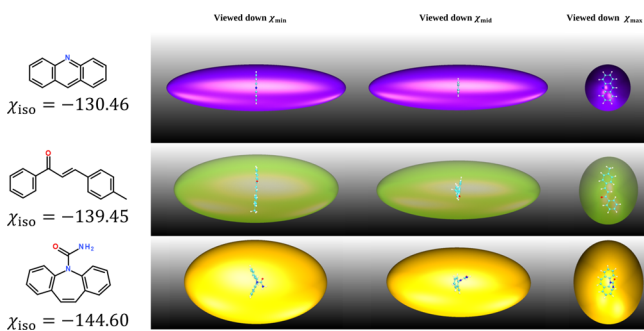 Viewed down χmin
Viewed down χmid
Viewed down χmax
N
χiso = −130.46
O
χiso = −139.45
O NH2
N
χiso = −144.60